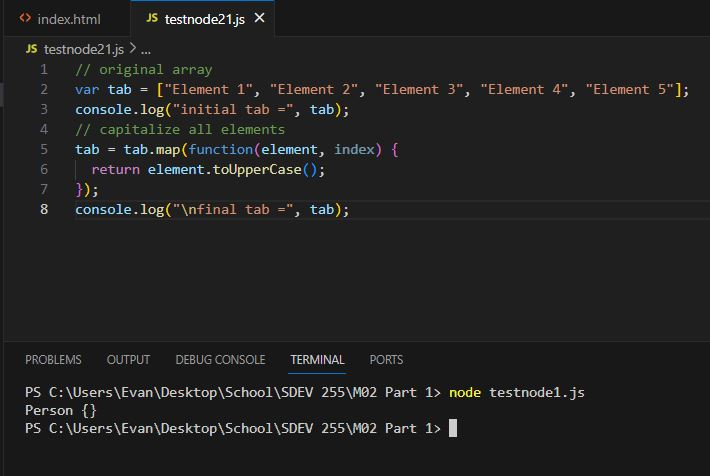 index.html
JS testnode21.js ×
JS testnode21.js > ...
1 // original array
2 var tab = ["Element 1", "Element 2", "Element 3", "Element 4", "Element 5"];
3 console.log("initial tab =", tab);
4 // capitalize all elements
5 tab = tab.map(function(element, index) {
6   return element.toUpperCase();
7 });
8 console.log("\nfinal tab =", tab);
PROBLEMS OUTPUT DEBUG CONSOLE TERMINAL PORTS
PS C:\Users\Evan\Desktop\School\SDEV 255\M02 Part 1> node testnode1.js
Person {}
PS C:\Users\Evan\Desktop\School\SDEV 255\M02 Part 1>